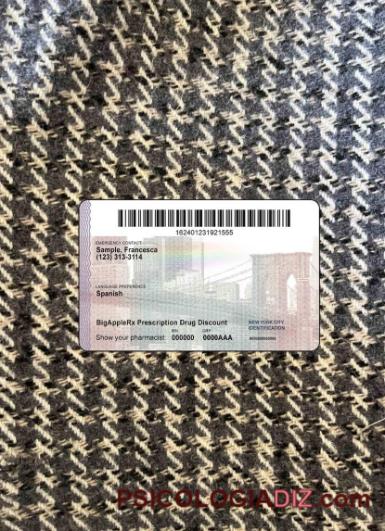 162401231921555
EMERGENCY CONTACT
Sample, Francesca
(123) 313-3114
LANGUAGE PREFERENCE
Spanish
BigAppleRx Prescription Drug Discount
BIN GRP
Show your pharmacist: 000000 0000AAA
NEW YORK CITY
IDENTIFICATION
PSICOLOGIADIZ.com